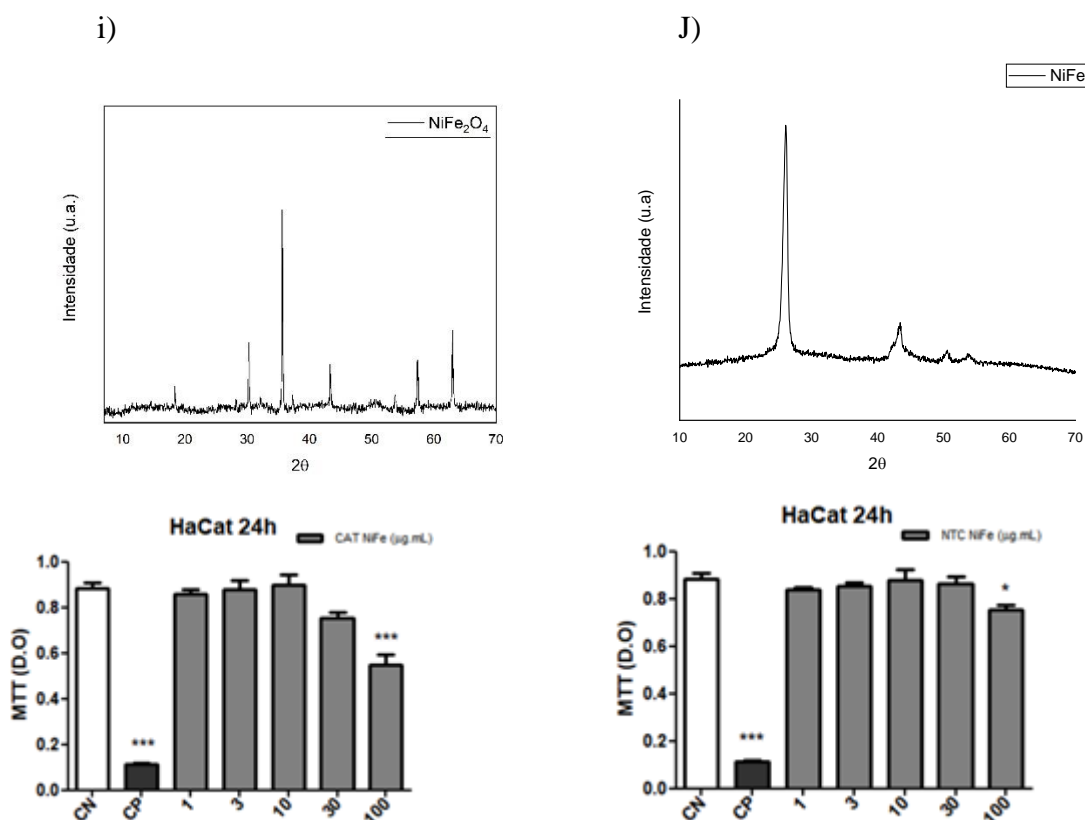 i)
NiFe₂O₄
Intensidade (u.a.)
10 20 30 40 50 60 70
2θ
J)
NiFe
Intensidade (u.a)
10 20 30 40 50 60 70
2θ
HaCat 24h
CAT NiFe (µg.mL)
MTT (D.O)
1.0
0.8
0.6
0.4
0.2
0.0
***
***
CN CP 1 3 10 30 100
HaCat 24h
NTC NiFe (µg.mL)
MTT (D.O)
1.0
0.8
0.6
0.4
0.2
0.0
***
*
CN CP 1 3 10 30 100